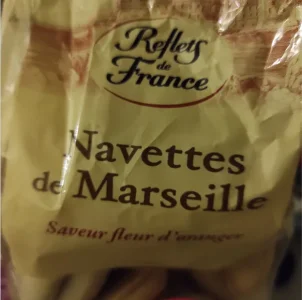 Reflets
de
France
Navettes
de Marseille
Saveur fleur d'oranger